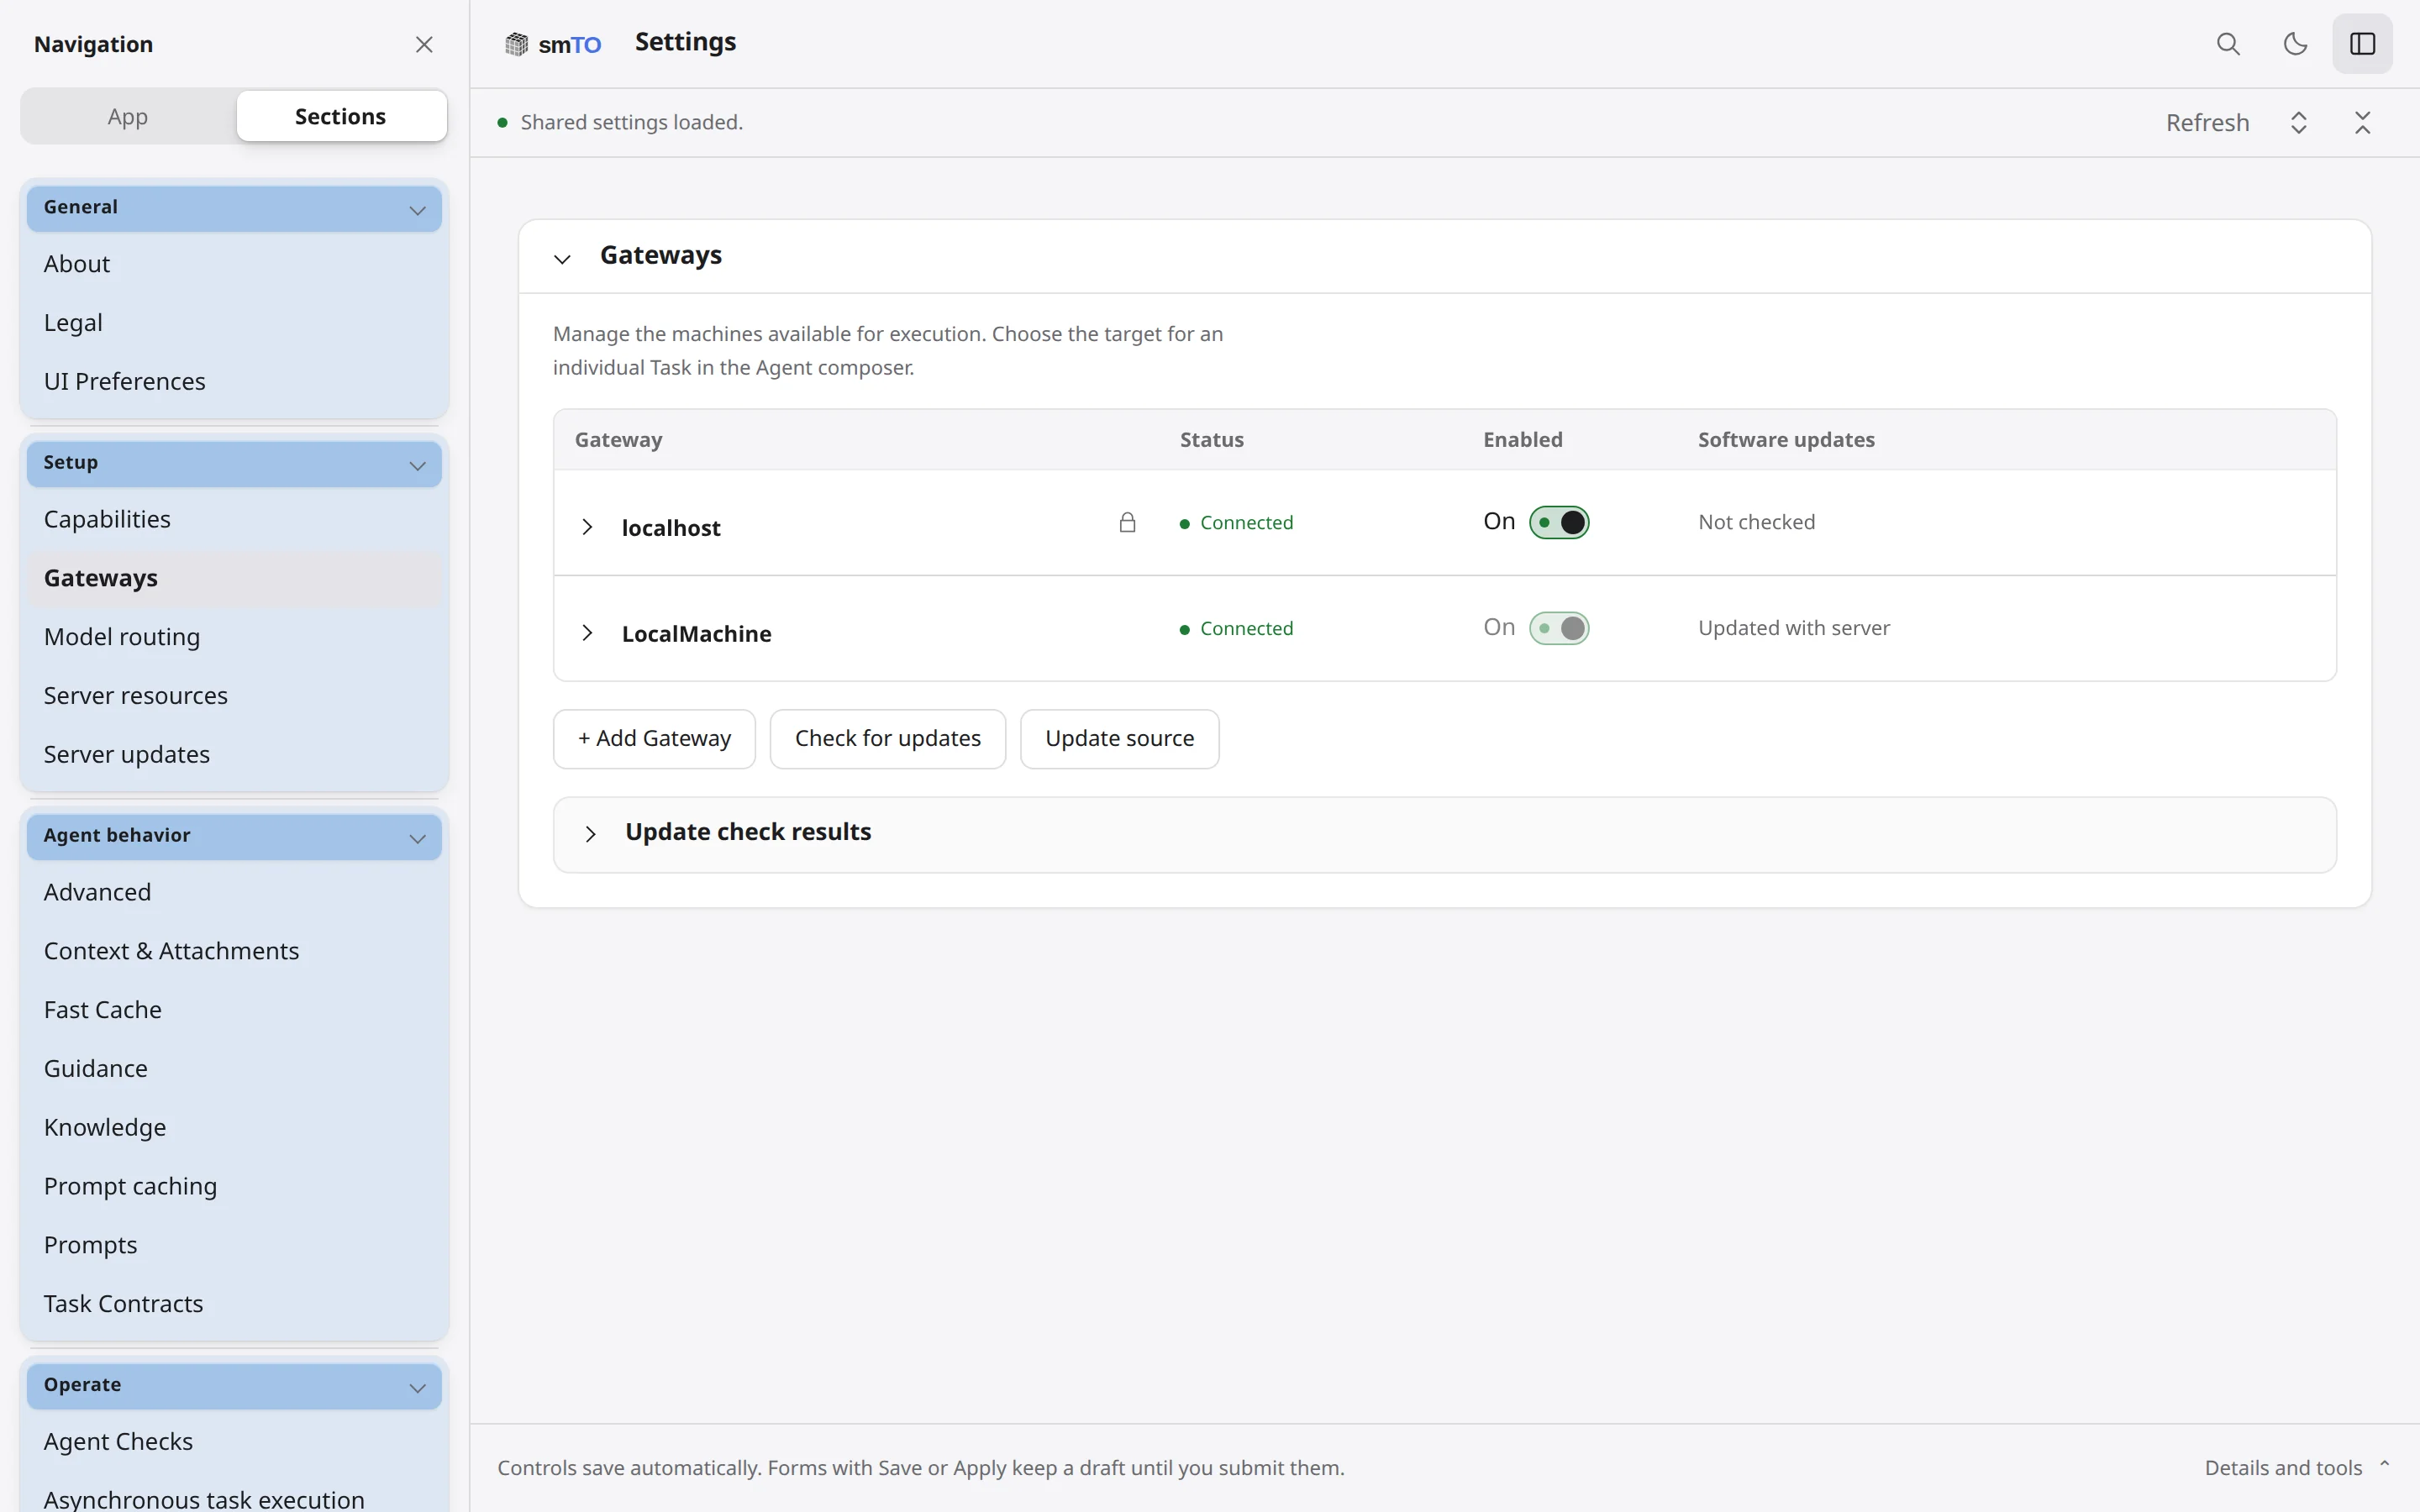 Navigation
App
Sections
General
About
Legal
UI Preferences
Setup
Capabilities
Gateways
Model routing
Server resources
Server updates
Agent behavior
Advanced
Context & Attachments
Fast Cache
Guidance
Knowledge
Prompt caching
Prompts
Task Contracts
Operate
Agent Checks
Asynchronous task execution
smTO
Settings
Shared settings loaded.
Refresh
Gateways
Manage the machines available for execution. Choose the target for an
individual Task in the Agent composer.
Gateway Status Enabled Software updates
localhost Connected On Not checked
LocalMachine Connected On Updated with server
+ Add Gateway
Check for updates
Update source
Update check results
Controls save automatically. Forms with Save or Apply keep a draft until you submit them.
Details and tools